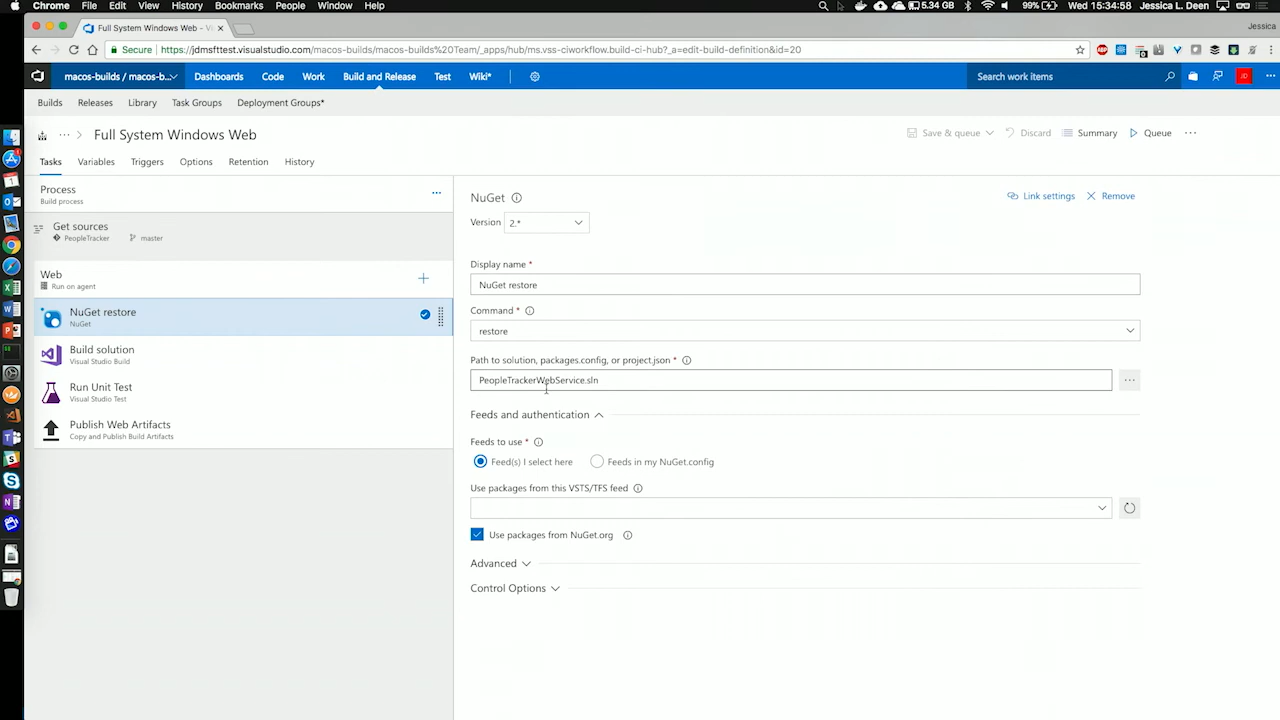 Chrome File Edit View History Bookmarks People Window Help 5.34 GB 99% Wed 15:34:58 Jessica L. Deen
Full System Windows Web - Vi Jessica
Secure https://jdmsfttest.visualstudio.com/macos-builds/macos-builds%20Team/_apps/hub/ms.vss-ciworkflow.build-ci-hub?_a=edit-build-definition&id=20
macos-builds / macos-b... Dashboards Code Work Build and Release Test Wiki* Search work items JD
Builds Releases Library Task Groups Deployment Groups*
... > Full System Windows Web Save & queue Discard Summary Queue ...
Tasks Variables Triggers Options Retention History
Process
Build process
Get sources
PeopleTracker master
Web
Run on agent
NuGet restore
NuGet
Build solution
Visual Studio Build
Run Unit Test
Visual Studio Test
Publish Web Artifacts
Copy and Publish Build Artifacts
NuGet Link settings Remove
Version 2.*
Display name *
NuGet restore
Command *
restore
Path to solution, packages.config, or project.json *
PeopleTrackerWebService.sln
Feeds and authentication
Feeds to use *
Feed(s) I select here Feeds in my NuGet.config
Use packages from this VSTS/TFS feed
Use packages from NuGet.org
Advanced
Control Options